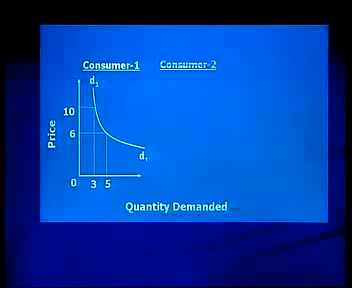 Consumer-1 Consumer-2
d1
10
6
Price
d1
0 3 5
Quantity Demanded